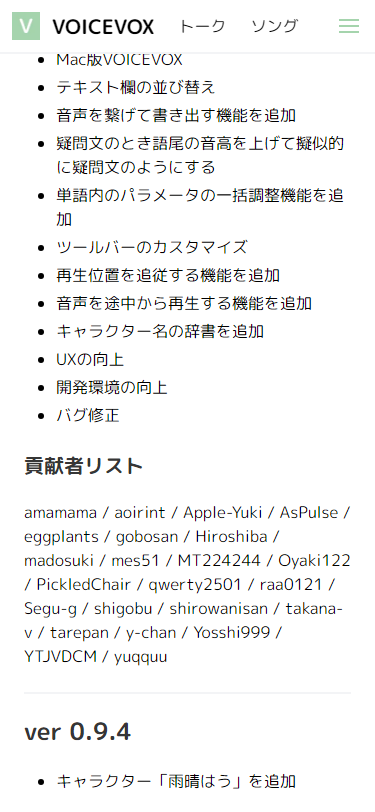 V VOICEVOX トーク ソング
Mac版VOICEVOX
テキスト欄の並び替え
音声を繋げて書き出す機能を追加
疑問文のとき語尾の音高を上げて擬似的
に疑問文のようにする
単語内のパラメータの一括調整機能を追
加
ツールバーのカスタマイズ
再生位置を追従する機能を追加
音声を途中から再生する機能を追加
キャラクター名の辞書を追加
UXの向上
開発環境の向上
バグ修正
貢献者リスト
amamama / aoirint / Apple-Yuki / AsPulse /
eggplants / gobosan / Hiroshiba /
madosuki / mes51 / MT224244 / Oyaki122
/ PickledChair / qwerty2501 / raa0121 /
Segu-g / shigobu / shirowanisan / takana-
v / tarepan / y-chan / Yosshi999 /
YTJVDCM / yuqquu
ver 0.9.4
キャラクター「雨晴はう」を追加